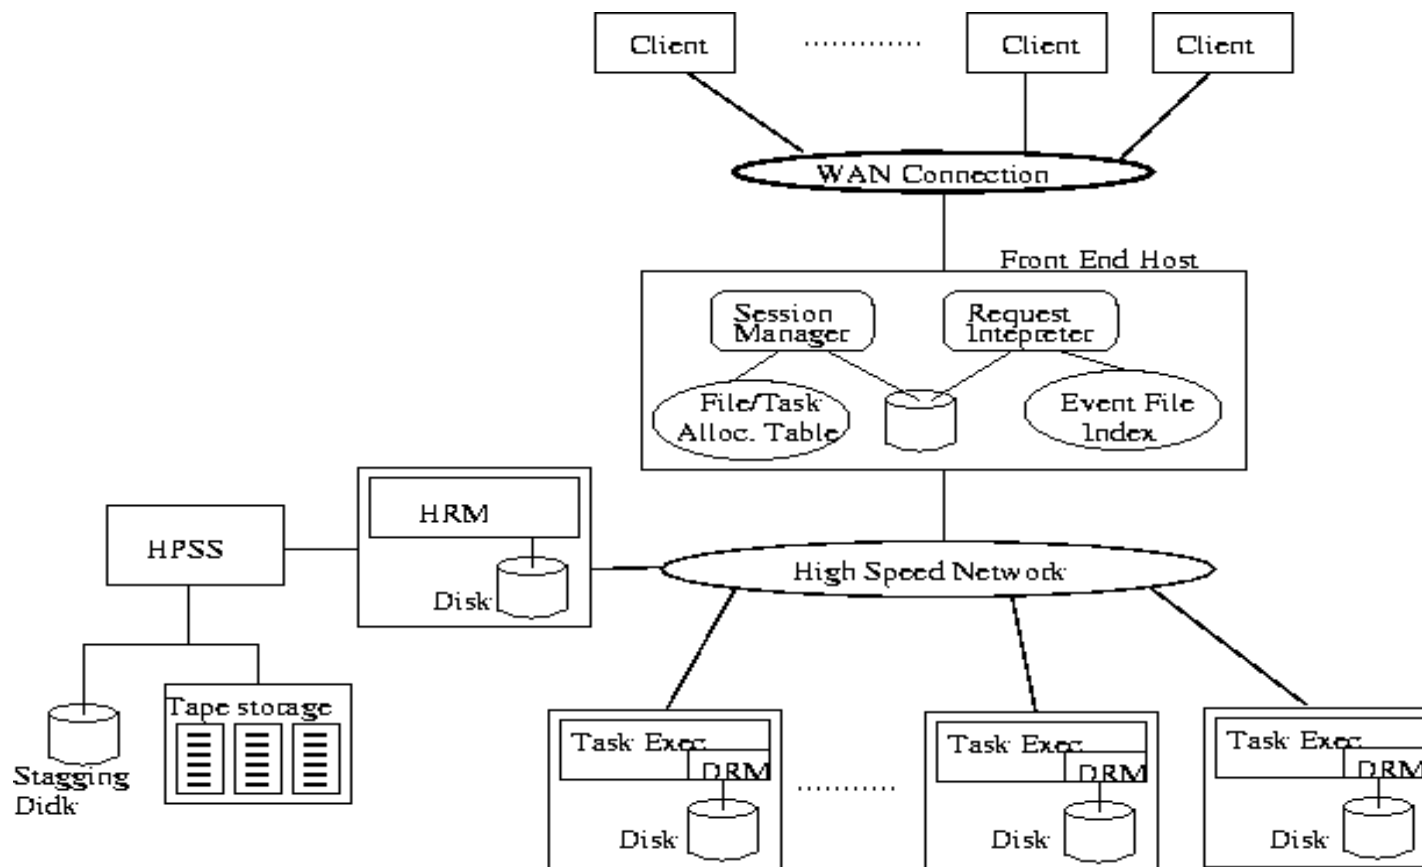 Client
Client
Client
WAN Connection
Front End Host
Session
Manager
Request
Intepreter
File/Task
Alloc. Table
Event File
Index
HRM
HPSS
Disk
High Speed Network
Tape storage
Stagging
Didk
Task Exec
DRM
Disk
Task Exec
DRM
Disk
Task Exec
DRM
Disk